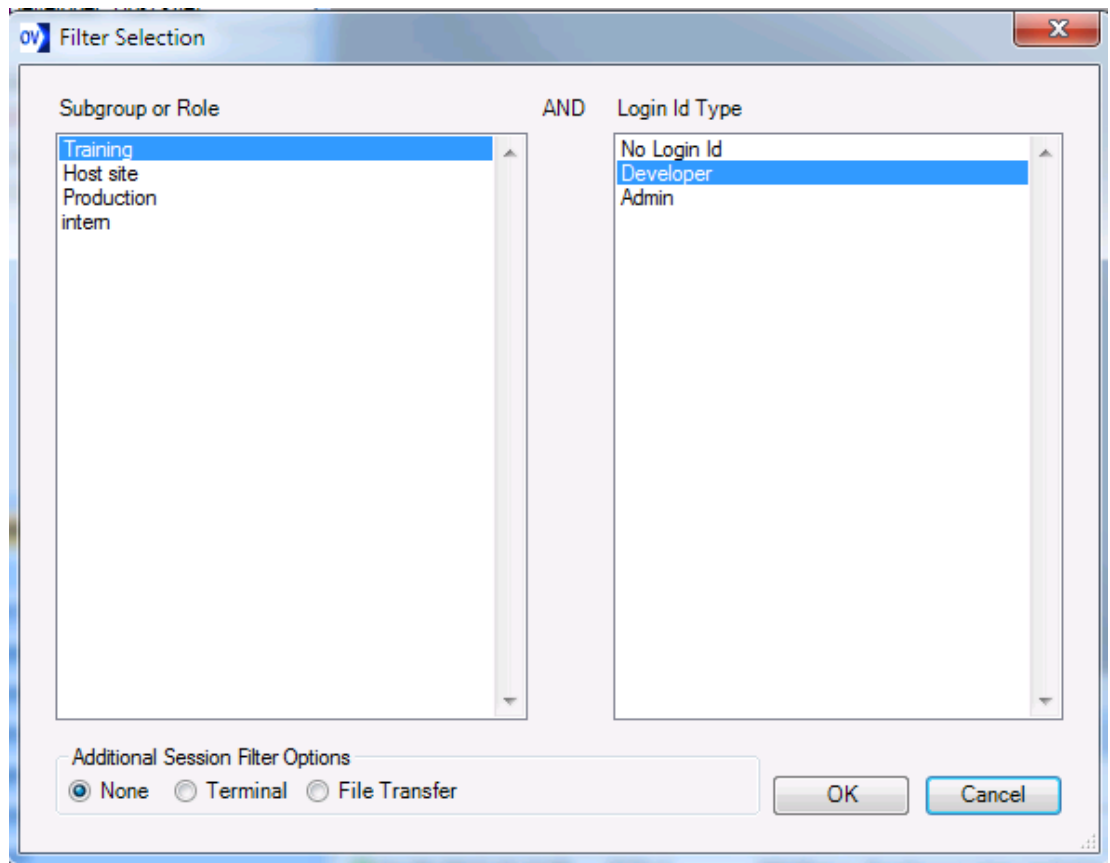 OV Filter Selection
X
Subgroup or Role AND Login Id Type
Training
Host site
Production
intern
No Login Id
Developer
Admin
Additional Session Filter Options
None Terminal File Transfer
OK Cancel